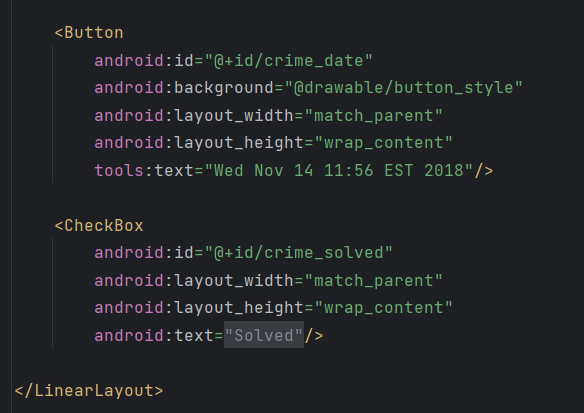 <Button
android:id="@+id/crime_date"
android:background="@drawable/button_style"
android:layout_width="match_parent"
android:layout_height="wrap_content"
tools:text="Wed Nov 14 11:56 EST 2018"/>
<CheckBox
android:id="@+id/crime_solved"
android:layout_width="match_parent"
android:layout_height="wrap_content"
android:text="Solved"/>
</LinearLayout>